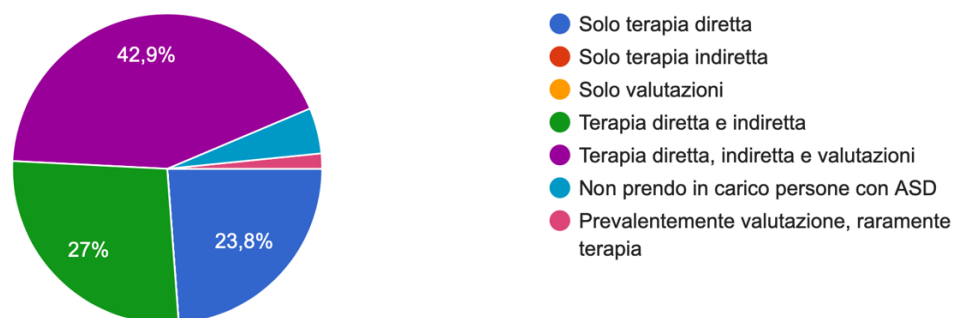 42,9%
27%
23,8%
Solo terapia diretta
Solo terapia indiretta
Solo valutazioni
Terapia diretta e indiretta
Terapia diretta, indiretta e valutazioni
Non prendo in carico persone con ASD
Prevalentemente valutazione, raramente
terapia